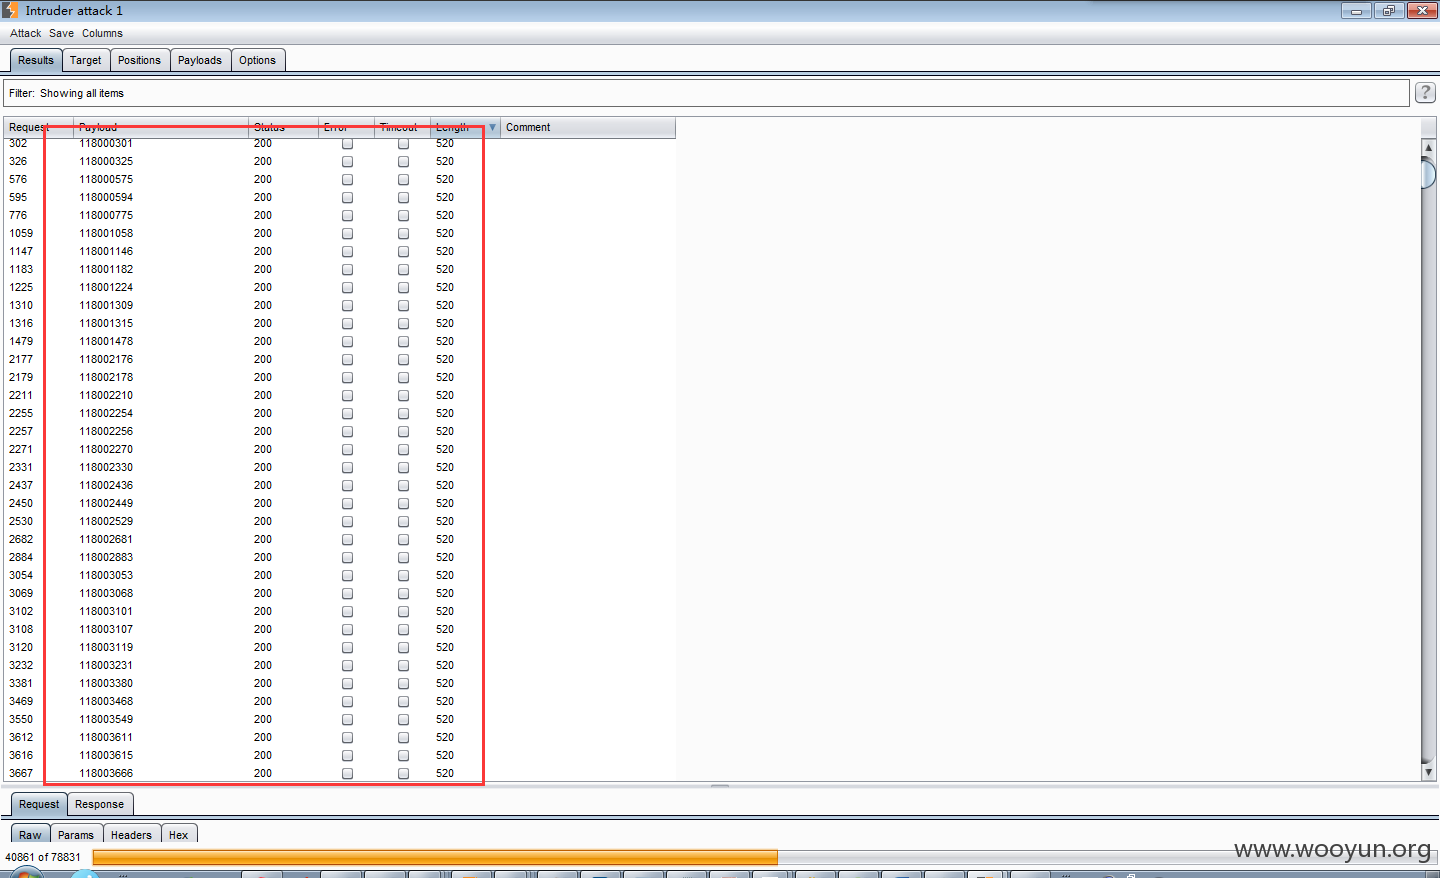 Intruder attack 1
Attack Save Columns
Results Target Positions Payloads Options
Filter: Showing all items ?
Request Payload Status Error Timeout Length Comment
302 118000301 200 520
326 118000325 200 520
576 118000575 200 520
595 118000594 200 520
776 118000775 200 520
1059 118001058 200 520
1147 118001146 200 520
1183 118001182 200 520
1225 118001224 200 520
1310 118001309 200 520
1316 118001315 200 520
1479 118001478 200 520
2177 118002176 200 520
2179 118002178 200 520
2211 118002210 200 520
2255 118002254 200 520
2257 118002256 200 520
2271 118002270 200 520
2331 118002330 200 520
2437 118002436 200 520
2450 118002449 200 520
2530 118002529 200 520
2682 118002681 200 520
2884 118002883 200 520
3054 118003053 200 520
3069 118003068 200 520
3102 118003101 200 520
3108 118003107 200 520
3120 118003119 200 520
3232 118003231 200 520
3381 118003380 200 520
3469 118003468 200 520
3550 118003549 200 520
3612 118003611 200 520
3616 118003615 200 520
3667 118003666 200 520
Request Response
Raw Params Headers Hex
40861 of 78831
www.wooyun.org